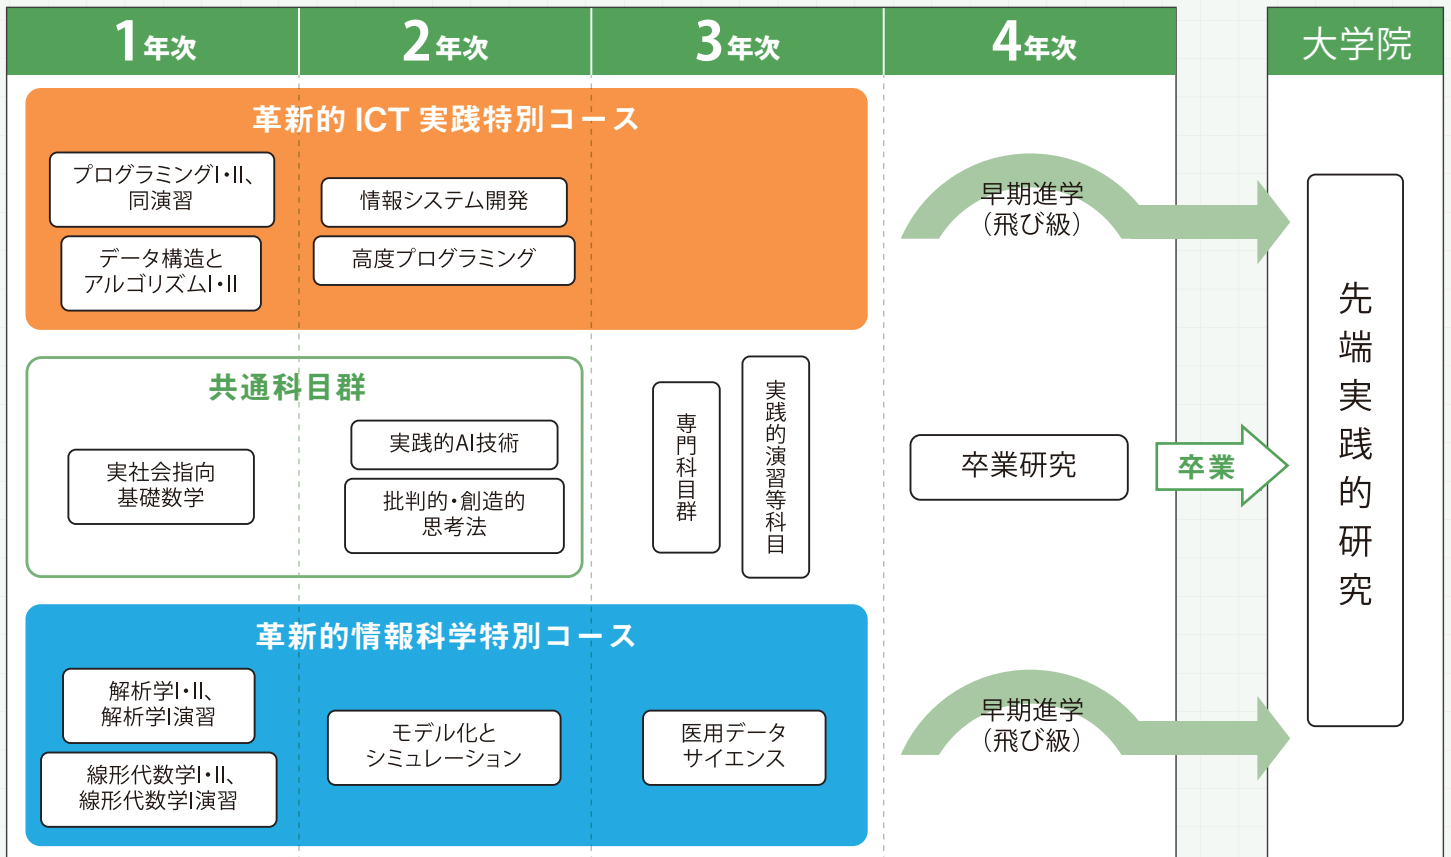 1年次
2年次
3年次
4年次
大学院
革新的 ICT 実践特別コース
プログラミングI・II、
同演習
データ構造と
アルゴリズムI・II
情報システム開発
高度プログラミング
早期進学
（飛び級）
共通科目群
実社会指向
基礎数学
実践的AI技術
批判的・創造的
思考法
専門科目群
実践的演習等科目
卒業研究
卒業
先端実践的研究
革新的情報科学特別コース
解析学I・II、
解析学I演習
線形代数学I・II、
線形代数学I演習
モデル化と
シミュレーション
医用データ
サイエンス
早期進学
（飛び級）